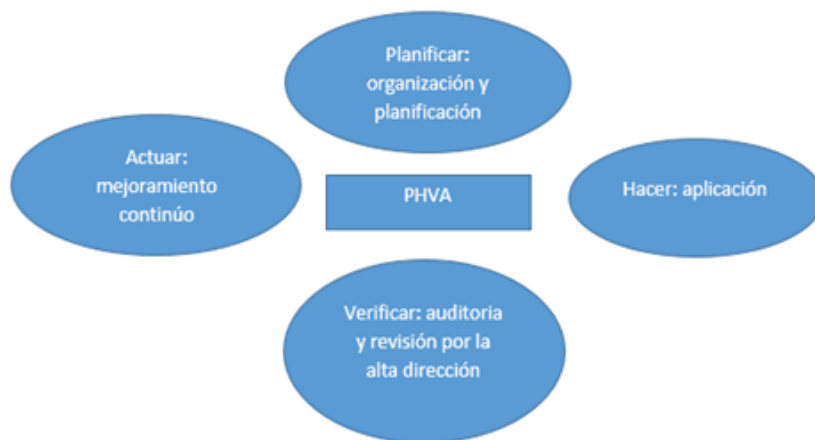 Planificar:
organización y
planificación
Actuar:
mejoramiento
continúo
PHVA
Hacer: aplicación
Verificar: auditoria
y revisión por la
alta dirección